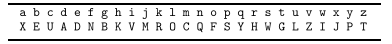 a b c d e f g h i j k l m n o p q r s t u v w x y z
X E U A D N B K V M R O C Q F S Y H W G L Z I J P T